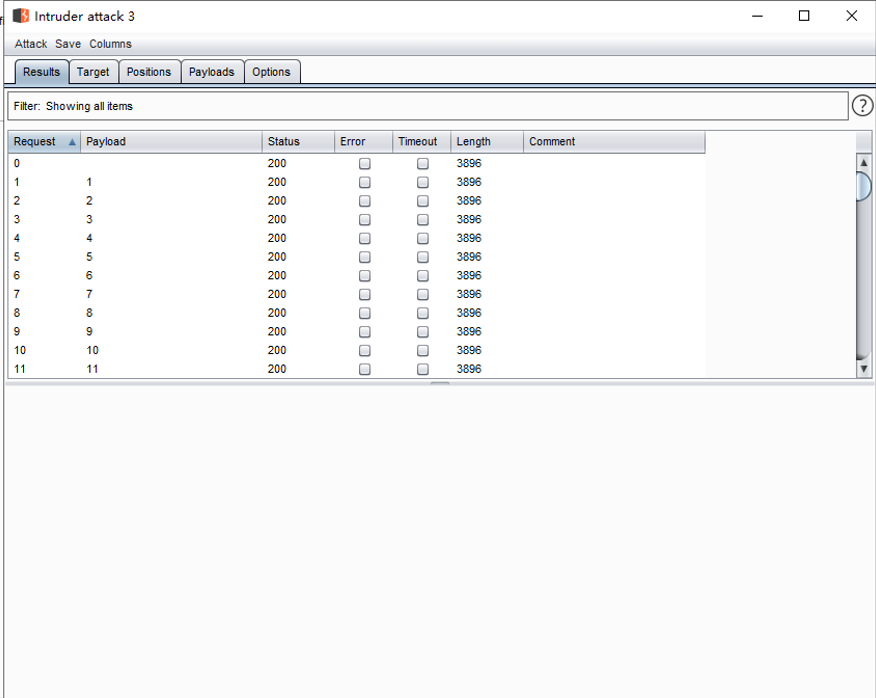 Intruder attack 3
Attack Save Columns
Results Target Positions Payloads Options
Filter: Showing all items
?
Request Payload Status Error Timeout Length Comment
0 200 3896
1 1 200 3896
2 2 200 3896
3 3 200 3896
4 4 200 3896
5 5 200 3896
6 6 200 3896
7 7 200 3896
8 8 200 3896
9 9 200 3896
10 10 200 3896
11 11 200 3896